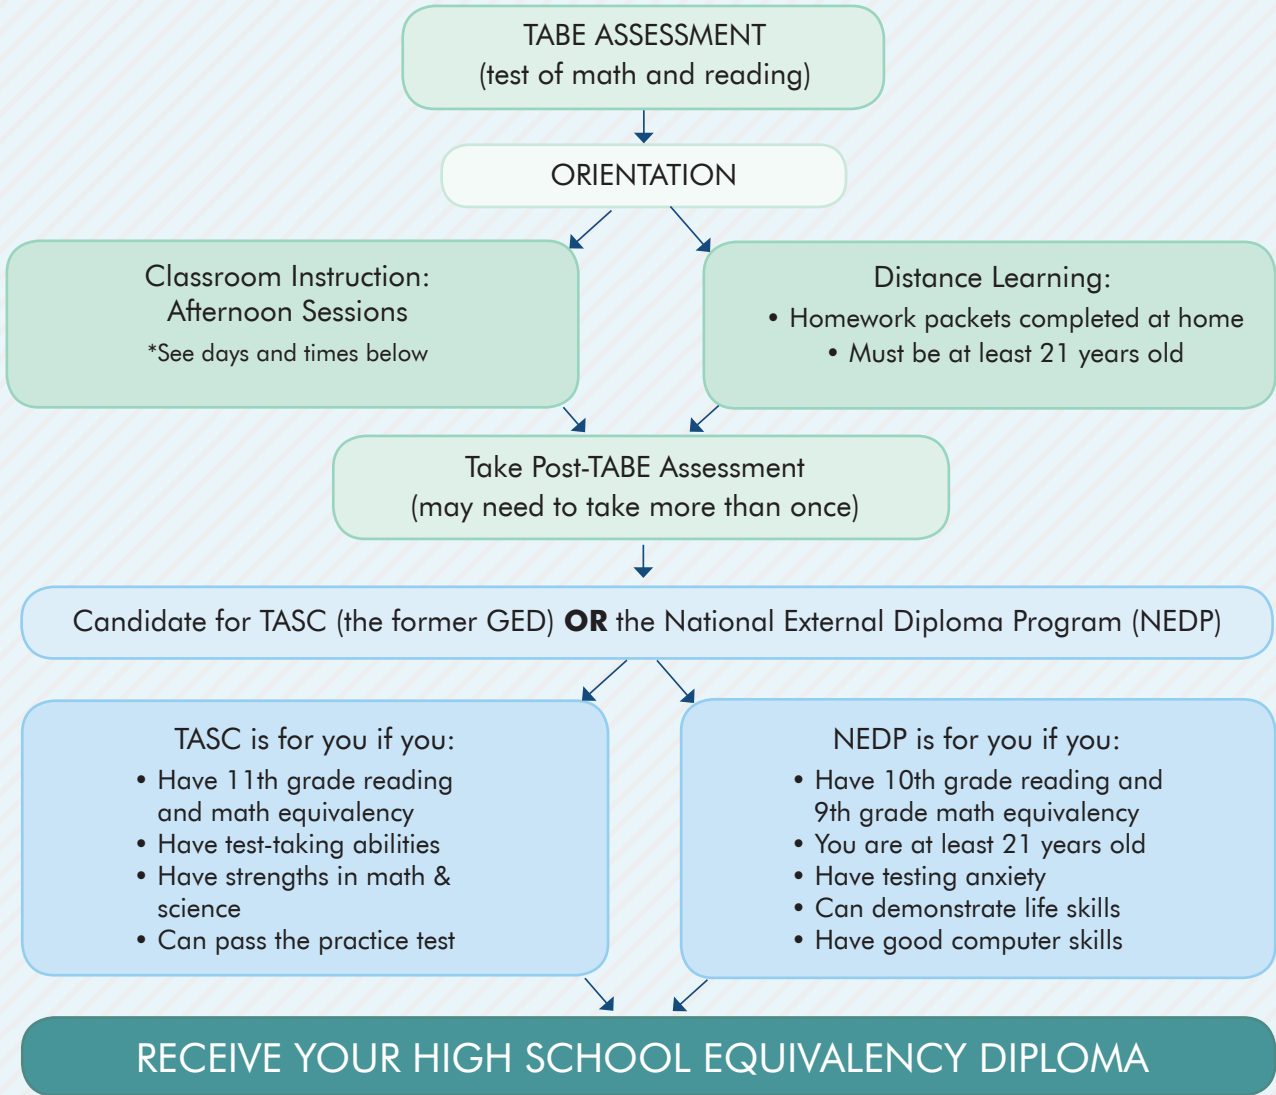 TABE ASSESSMENT
(test of math and reading)
ORIENTATION
Classroom Instruction:
Afternoon Sessions
*See days and times below
Distance Learning:
• Homework packets completed at home
• Must be at least 21 years old
Take Post-TABE Assessment
(may need to take more than once)
Candidate for TASC (the former GED) OR the National External Diploma Program (NEDP)
TASC is for you if you:
• Have 11th grade reading
and math equivalency
• Have test-taking abilities
• Have strengths in math &
science
• Can pass the practice test
NEDP is for you if you:
• Have 10th grade reading and
9th grade math equivalency
• You are at least 21 years old
• Have testing anxiety
• Can demonstrate life skills
• Have good computer skills
RECEIVE YOUR HIGH SCHOOL EQUIVALENCY DIPLOMA